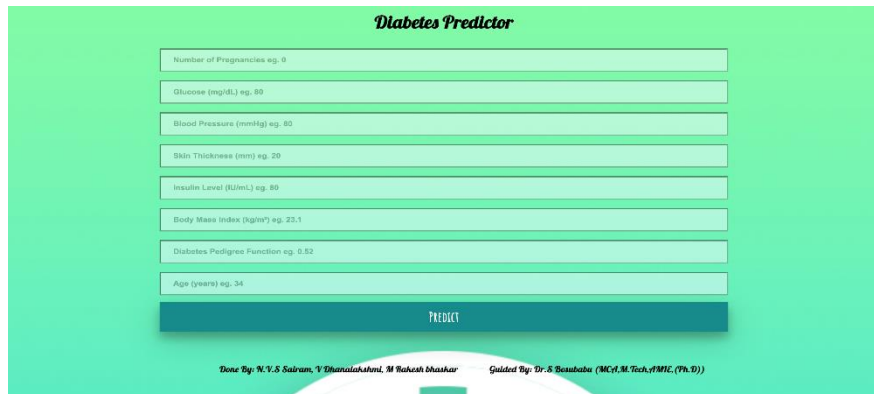 Diabetes Predictor
Number of Pregnancies eg. 0
Glucose (mg/dL) eg. 80
Blood Pressure (mmHg) eg. 80
Skin Thickness (mm) eg. 20
Insulin Level (IU/mL) eg. 80
Body Mass Index (kg/m²) eg. 23.1
Diabetes Pedigree Function eg. 0.52
Age (years) eg. 34
PREDICT
Done By: N.V.S Sairam, V Dhanalakshmi, M Rakesh bhaskar Guided By: Dr.S Bosubabu (MCA,M.Tech,AMIE,(Ph.D))